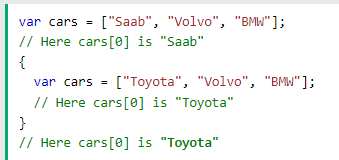 var cars = ["Saab", "Volvo", "BMW"];
// Here cars[0] is "Saab"
{
  var cars = ["Toyota", "Volvo", "BMW"];
  // Here cars[0] is "Toyota"
}
// Here cars[0] is "Toyota"